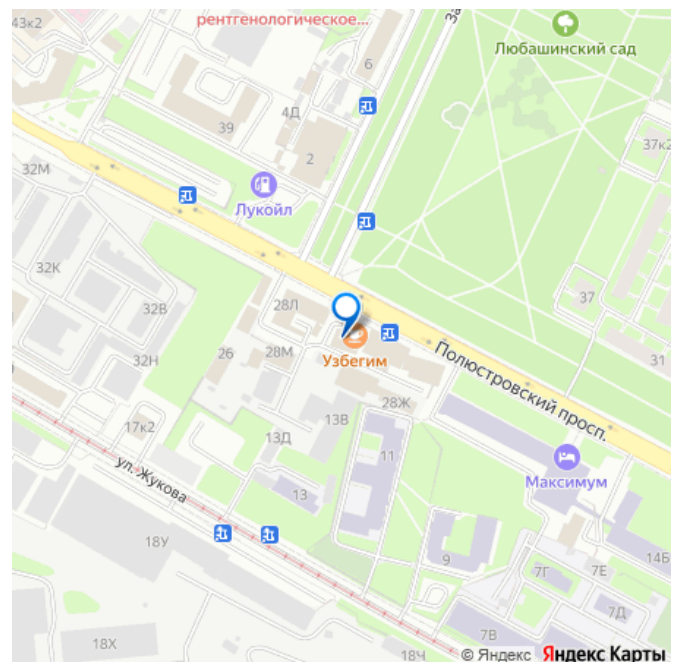 43к2
рентгенологическое...
За
Любашинский сад
6
4Д
39
2
37к2
32М
Лукойл
32К
32В
28Л
37
Узбегим
26
28М
32Н
31
Полюстровский просп.
28Ж
17к2
13В
13Д
11
ул. Жукова
13
Максимум
18У
9
7Г
7Е
14Б
7Д
7В
18Х
18Ч
© Яндекс Яндекс Карты